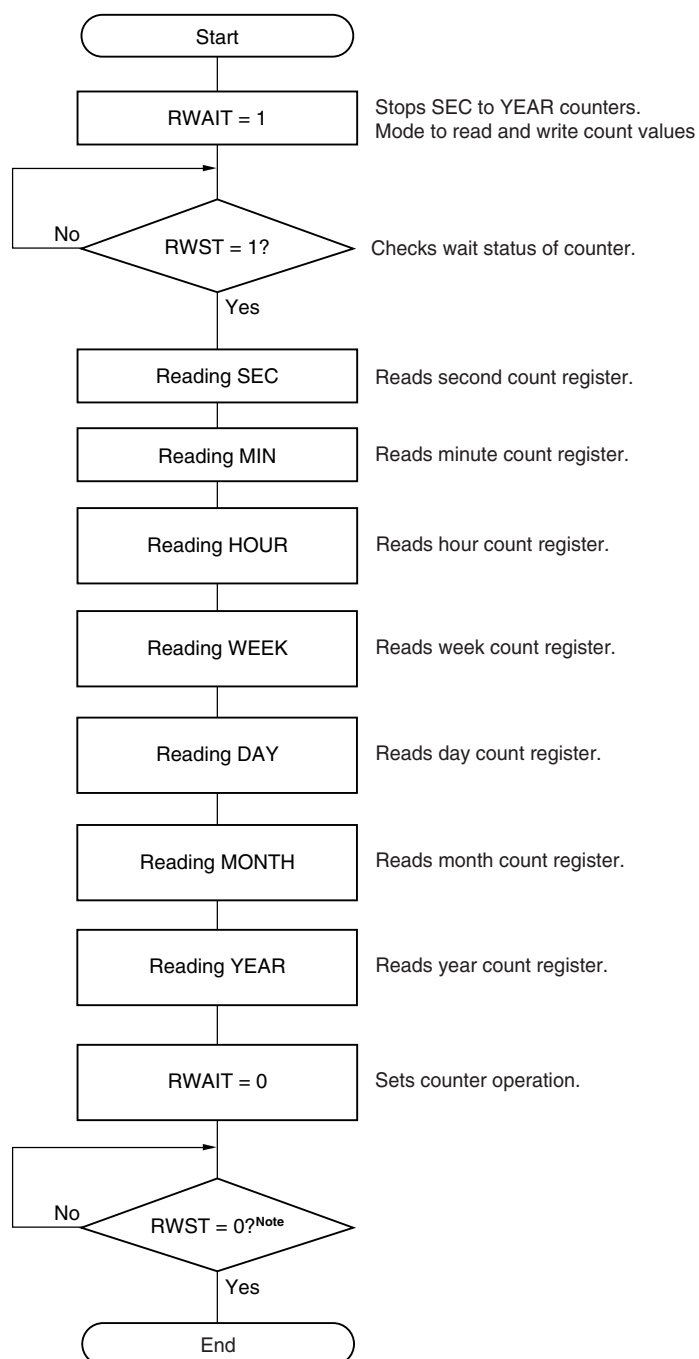 Start
RWAIT = 1
Stops SEC to YEAR counters.
Mode to read and write count values
No
RWST = 1?
Checks wait status of counter.
Yes
Reading SEC
Reads second count register.
Reading MIN
Reads minute count register.
Reading HOUR
Reads hour count register.
Reading WEEK
Reads week count register.
Reading DAY
Reads day count register.
Reading MONTH
Reads month count register.
Reading YEAR
Reads year count register.
RWAIT = 0
Sets counter operation.
No
RWST = 0?Note
Yes
End